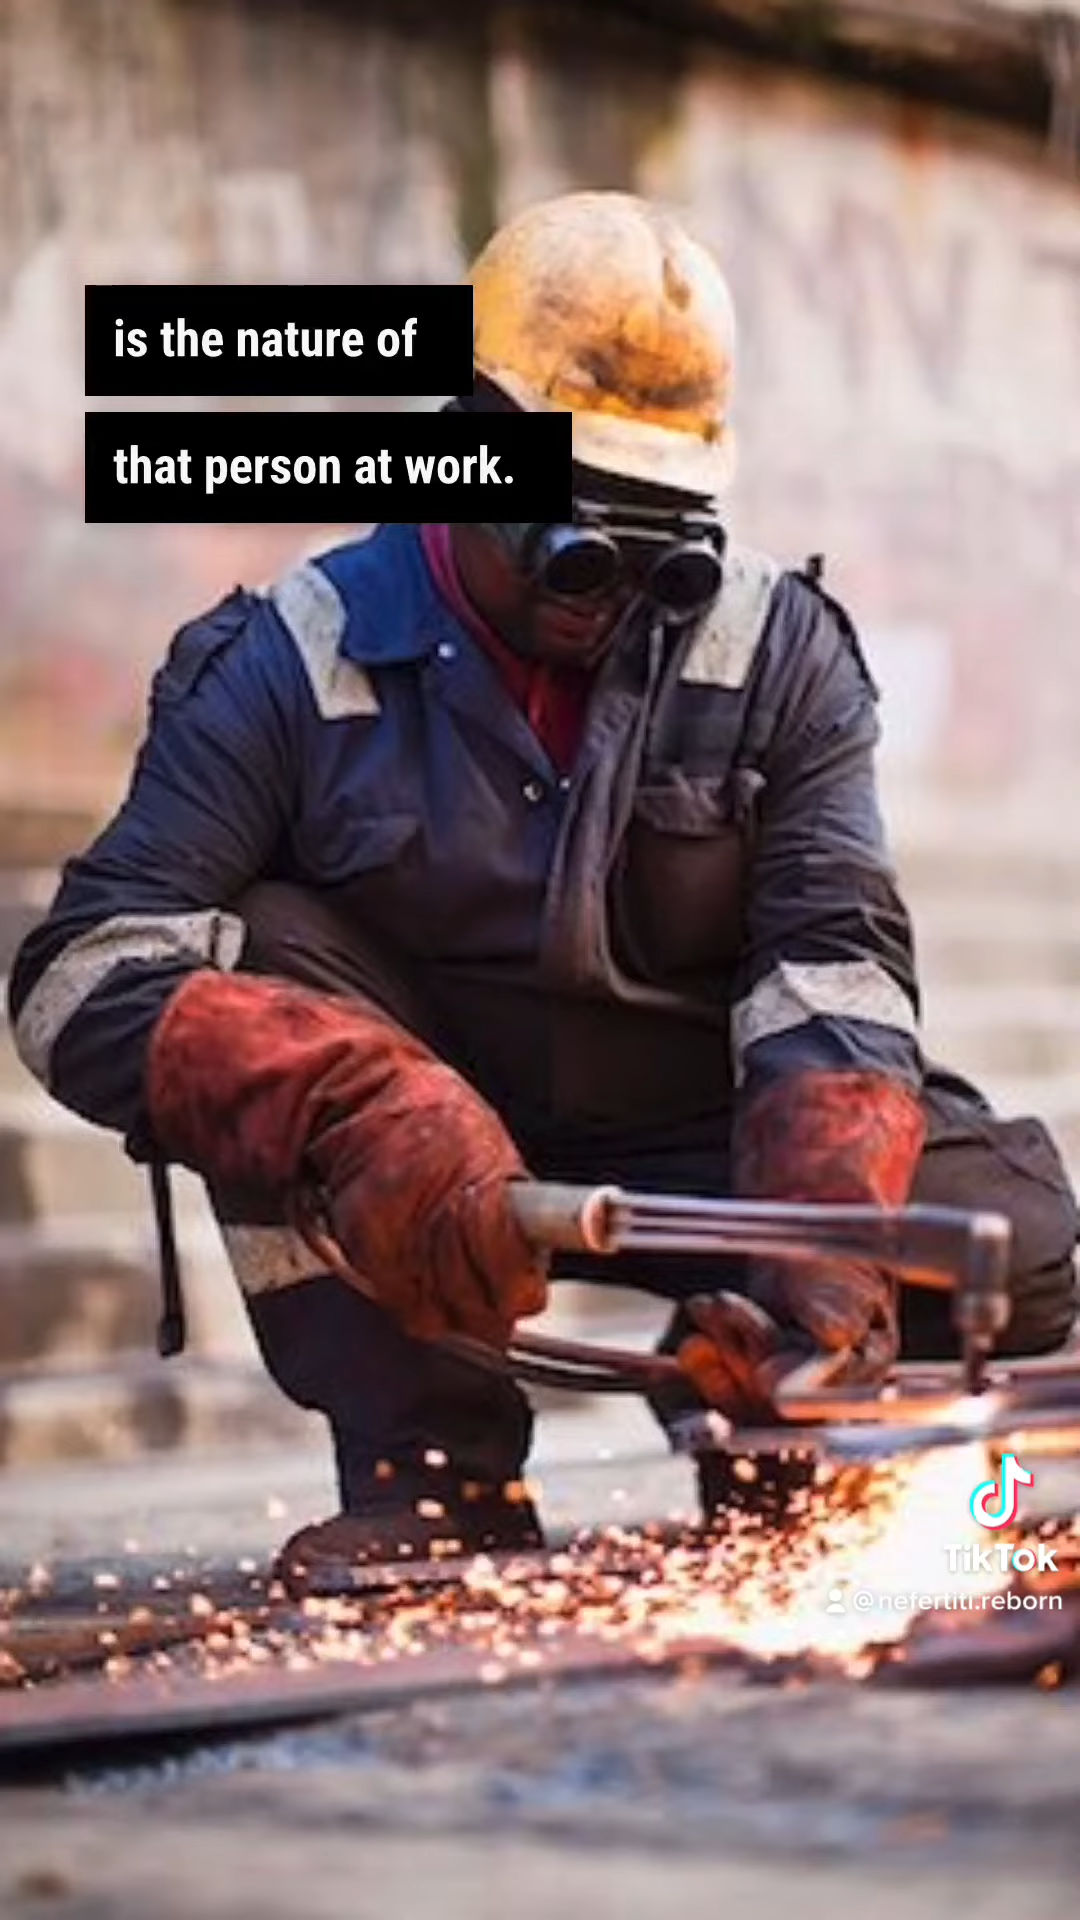 is the nature of
that person at work.
TikTok
@nefertiti.reborn